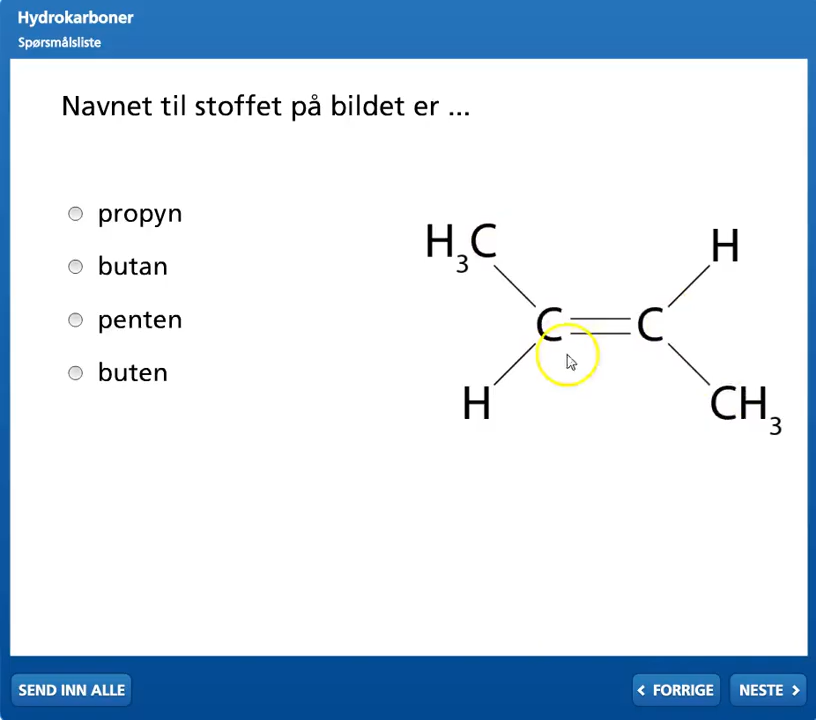 Hydrokarboner
Spørsmålsliste
Navnet til stoffet på bildet er ...
propyn
butan
penten
buten
H3C
H
C
C
H
CH3
SEND INN ALLE
FORRIGE
NESTE